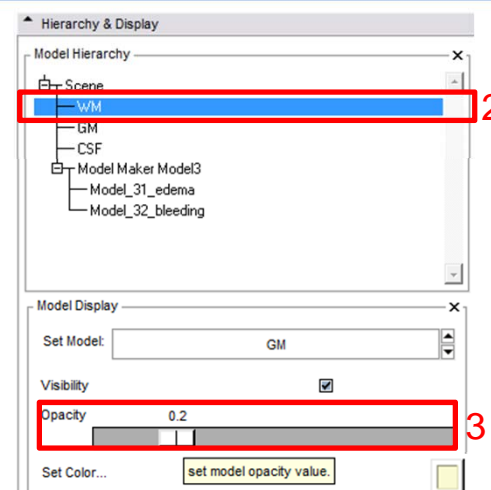 Hierarchy & Display
Model Hierarchy
Scene
WM
2
GM
CSF
Model Maker Model3
Model_31_edema
Model_32_bleeding
Model Display
Set Model: GM
Visibility
Opacity 0.2
3
Set Color... set model opacity value.